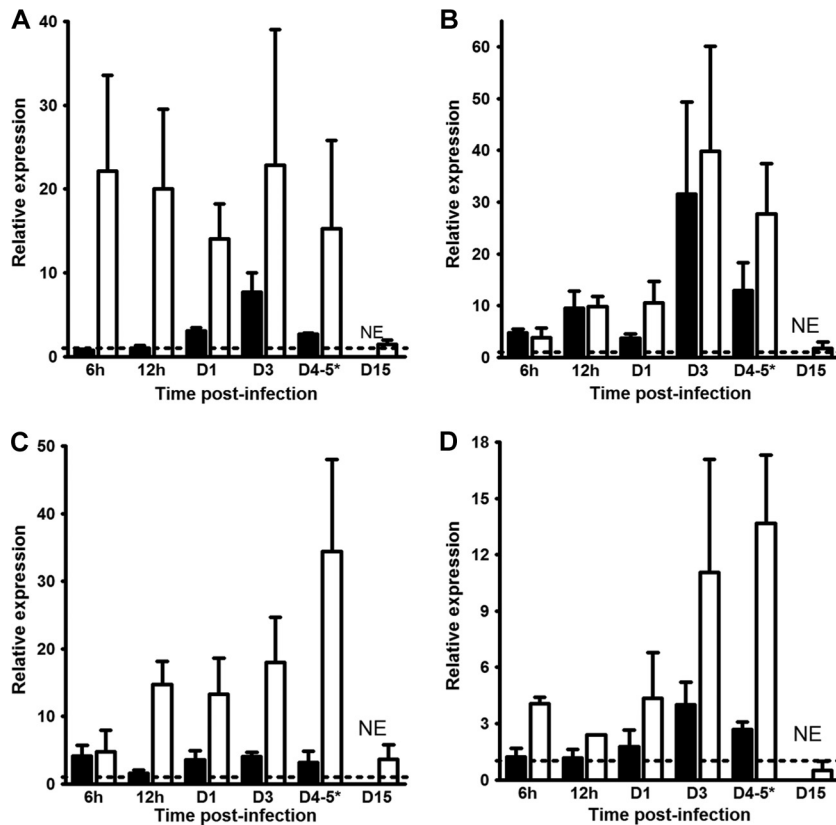 A
Relative expression
40
30
20
10
0
NE
6h 12h D1 D3 D4-5* D15
Time post-infection
B
Relative expression
60
50
40
30
20
10
0
NE
6h 12h D1 D3 D4-5* D15
Time post-infection
C
Relative expression
50
40
30
20
10
0
NE
6h 12h D1 D3 D4-5* D15
Time post-infection
D
Relative expression
18
15
12
9
6
3
0
NE
6h 12h D1 D3 D4-5* D15
Time post-infection